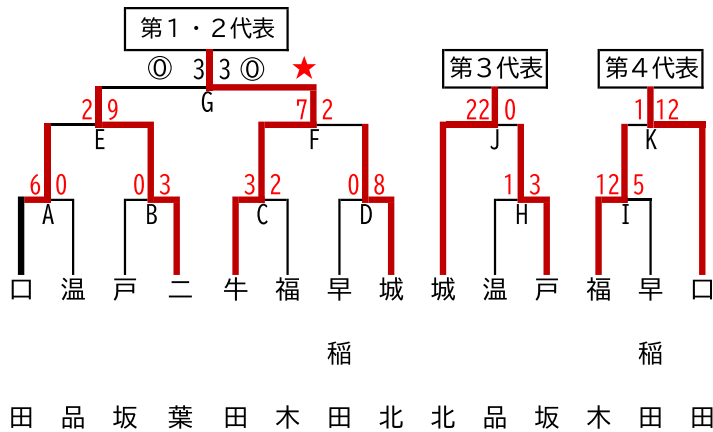 第1・2代表
⓪ 3 3 ⓪ ★
第3代表
第4代表
G
2 9
7 2
22 0
1 12
E
F
J
K
6 0
0 3
3 2
0 8
1 3
12 5
A
B
C
D
H
I
口 温 戸 二 牛 福 早 城 城 温 戸 福 早 口
稲 稲
田 品 坂 葉 田 木 田 北 北 品 坂 木 田 田